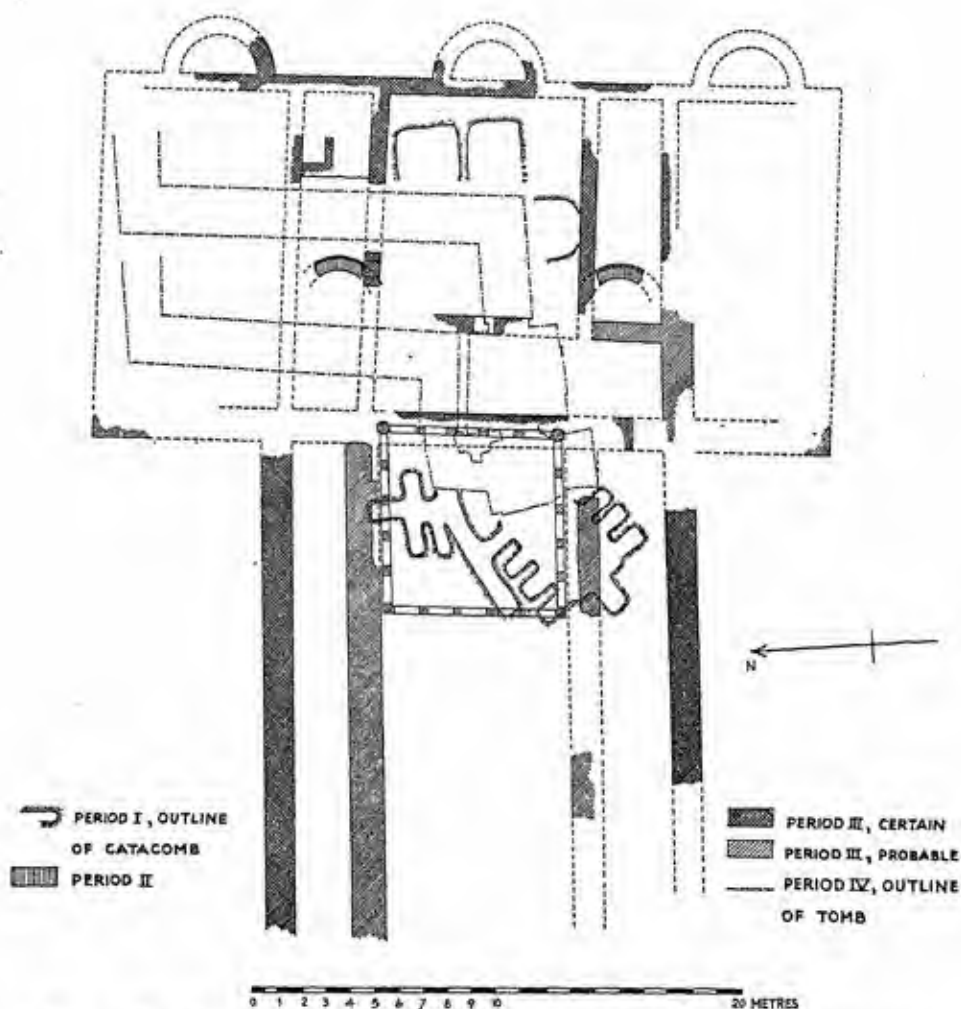 N
PERIOD I, OUTLINE
OF CATACOMB
PERIOD II
PERIOD III, CERTAIN
PERIOD III, PROBABLE
PERIOD IV, OUTLINE
OF TOMB
0 1 2 3 4 5 6 7 8 9 10 20 METRES